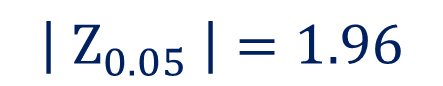 | Z₀.₀₅ | = 1.96